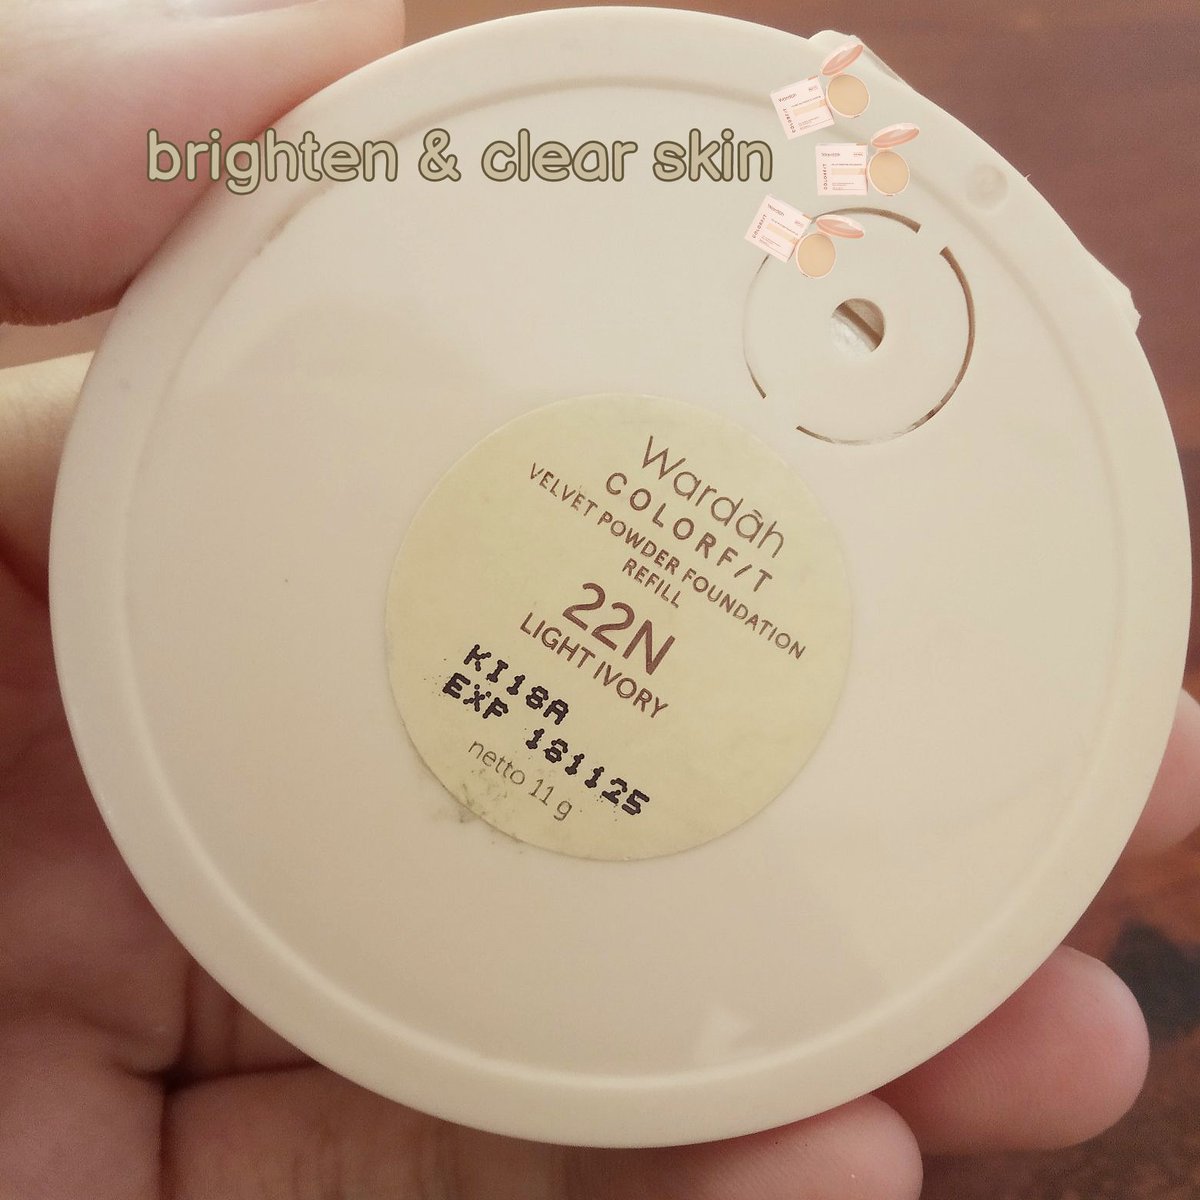 brighten & clear skin
Wardāh
COLORF/T
VELVET POWDER FOUNDATION
REFILL
22N
LIGHT IVORY
KI18A
EXP 181125
netto 11 g